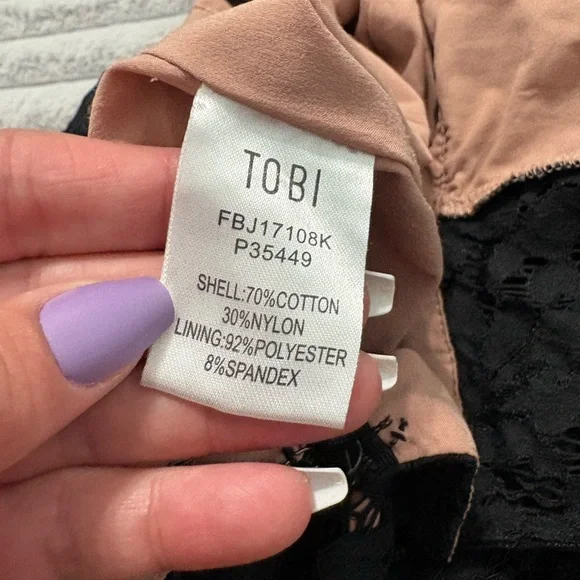 TOBI
FBJ17108K
P35449
SHELL:70%COTTON
30%NYLON
LINING:92%POLYESTER
8%SPANDEX